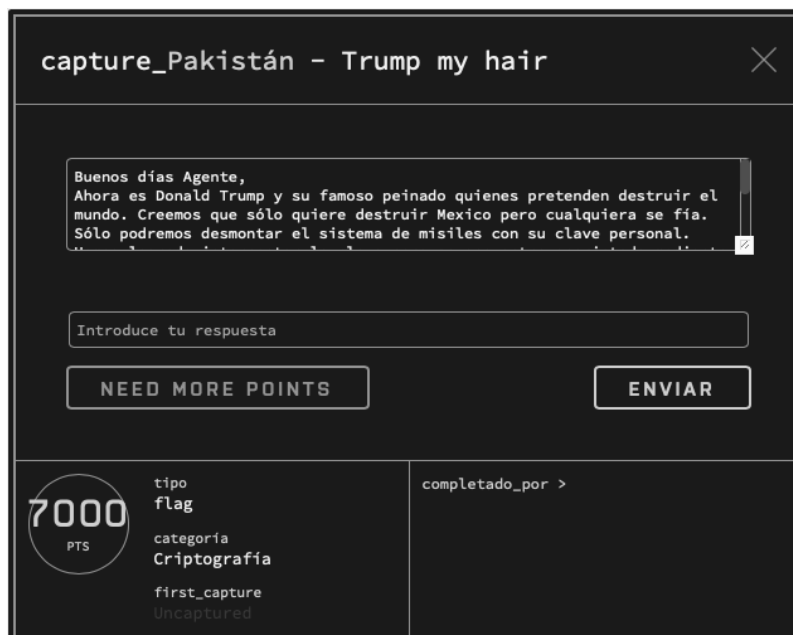 capture_Pakistán - Trump my hair
Buenos días Agente,
Ahora es Donald Trump y su famoso peinado quienes pretenden destruir el
mundo. Creemos que sólo quiere destruir Mexico pero cualquiera se fía.
Sólo podremos desmontar el sistema de misiles con su clave personal.
Introduce tu respuesta
NEED MORE POINTS
ENVIAR
7000
PTS
tipo
flag
categoría
Criptografía
first_capture
Uncaptured
completado_por >